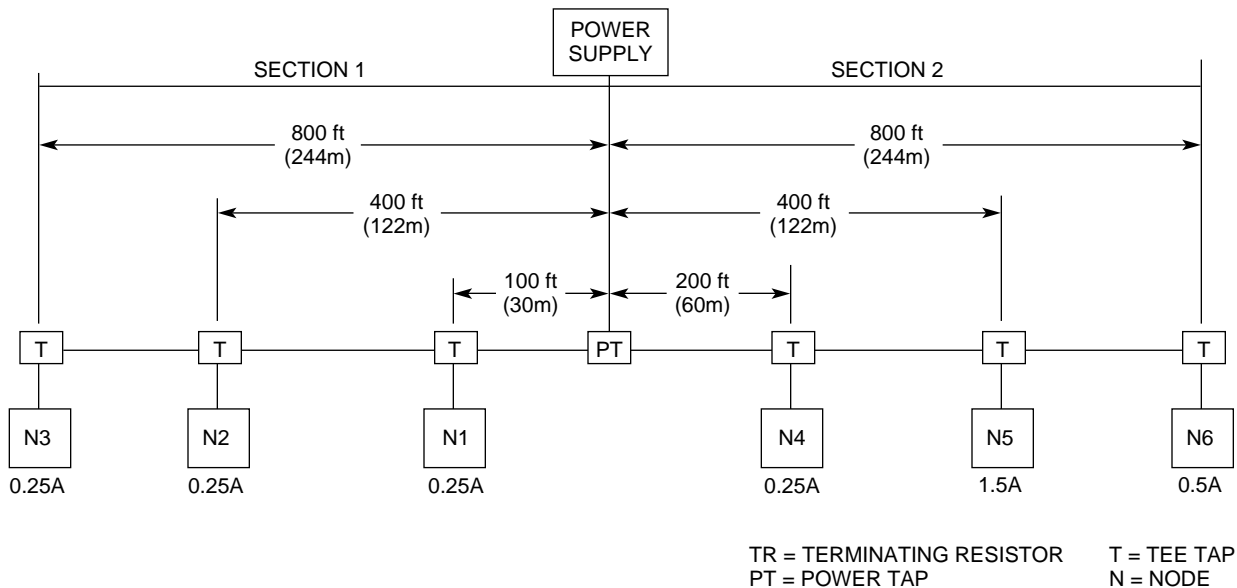 POWER
SUPPLY
SECTION 1
SECTION 2
800 ft
(244m)
800 ft
(244m)
400 ft
(122m)
400 ft
(122m)
100 ft
(30m)
200 ft
(60m)
T
T
T
PT
T
T
T
N3
N2
N1
N4
N5
N6
0.25A
0.25A
0.25A
0.25A
1.5A
0.5A
TR = TERMINATING RESISTOR
T = TEE TAP
PT = POWER TAP
N = NODE